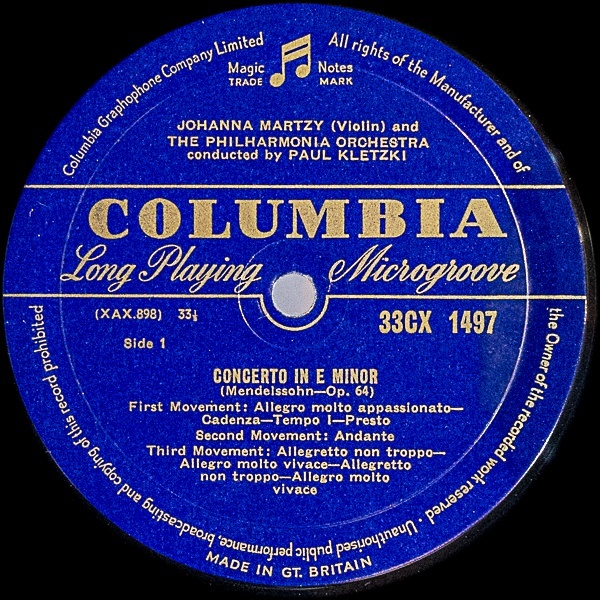 Columbia Graphophone Company Limited
All rights of the Manufacturer and of
the Owner of the recorded work reserved · Unauthorised public performance, broadcasting and copying of this record prohibited
Magic Notes
TRADE MARK
JOHANNA MARTZY (Violin) and
THE PHILHARMONIA ORCHESTRA
conducted by PAUL KLETZKI
COLUMBIA
Long Playing Microgroove
(XAX.898) 33⅓
33CX 1497
Side 1
CONCERTO IN E MINOR
(Mendelssohn—Op. 64)
First Movement: Allegro molto appassionato—
Cadenza—Tempo I—Presto
Second Movement: Andante
Third Movement: Allegretto non troppo—
Allegro molto vivace—Allegretto
non troppo—Allegro molto
vivace
MADE IN GT. BRITAIN